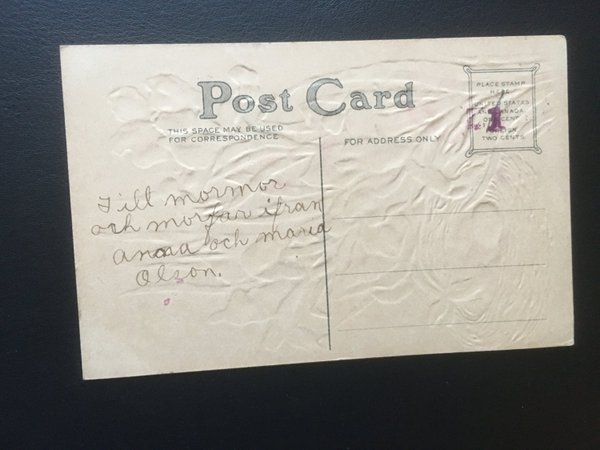 Post Card
THIS SPACE MAY BE USED
FOR CORRESPONDENCE
FOR ADDRESS ONLY
PLACE STAMP
HERE
UNITED STATES
AND CANADA
ONE CENT
TWO CENTS
1
Till mormor
och morfar ifran
anna och maria
Olson.